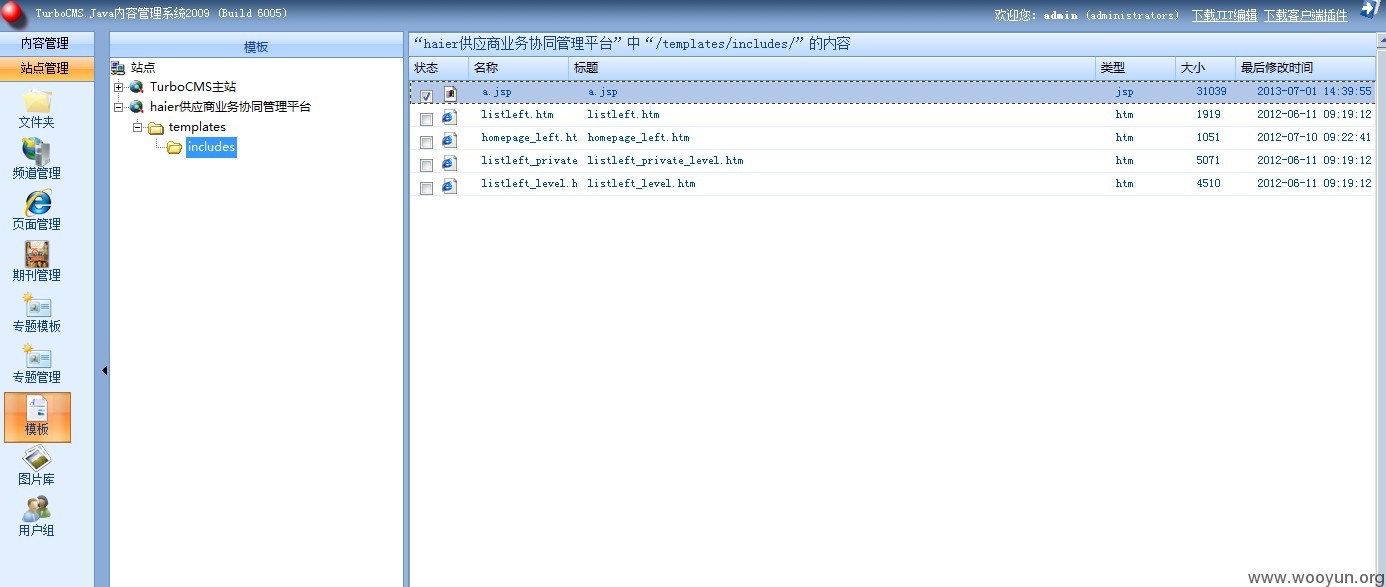 TurboCMS.Java内容管理系统2009 (Build 6005)
欢迎您: admin (administrators) 下载JIT编辑 下载客户端插件
内容管理
站点管理
文件夹
频道管理
页面管理
期刊管理
专题模板
专题管理
模板
图片库
用户组
模板
站点
TurboCMS主站
haier供应商业务协同管理平台
templates
includes
“haier供应商业务协同管理平台”中“/templates/includes/”的内容
状态 名称 标题 类型 大小 最后修改时间
a.jsp a.jsp jsp 31039 2013-07-01 14:39:55
listleft.htm listleft.htm htm 1919 2012-06-11 09:19:12
homepage_left.ht homepage_left.htm htm 1051 2012-07-10 09:22:41
listleft_private listleft_private_level.htm htm 5071 2012-06-11 09:19:12
listleft_level.h listleft_level.htm htm 4510 2012-06-11 09:19:12
www.wooyun.org